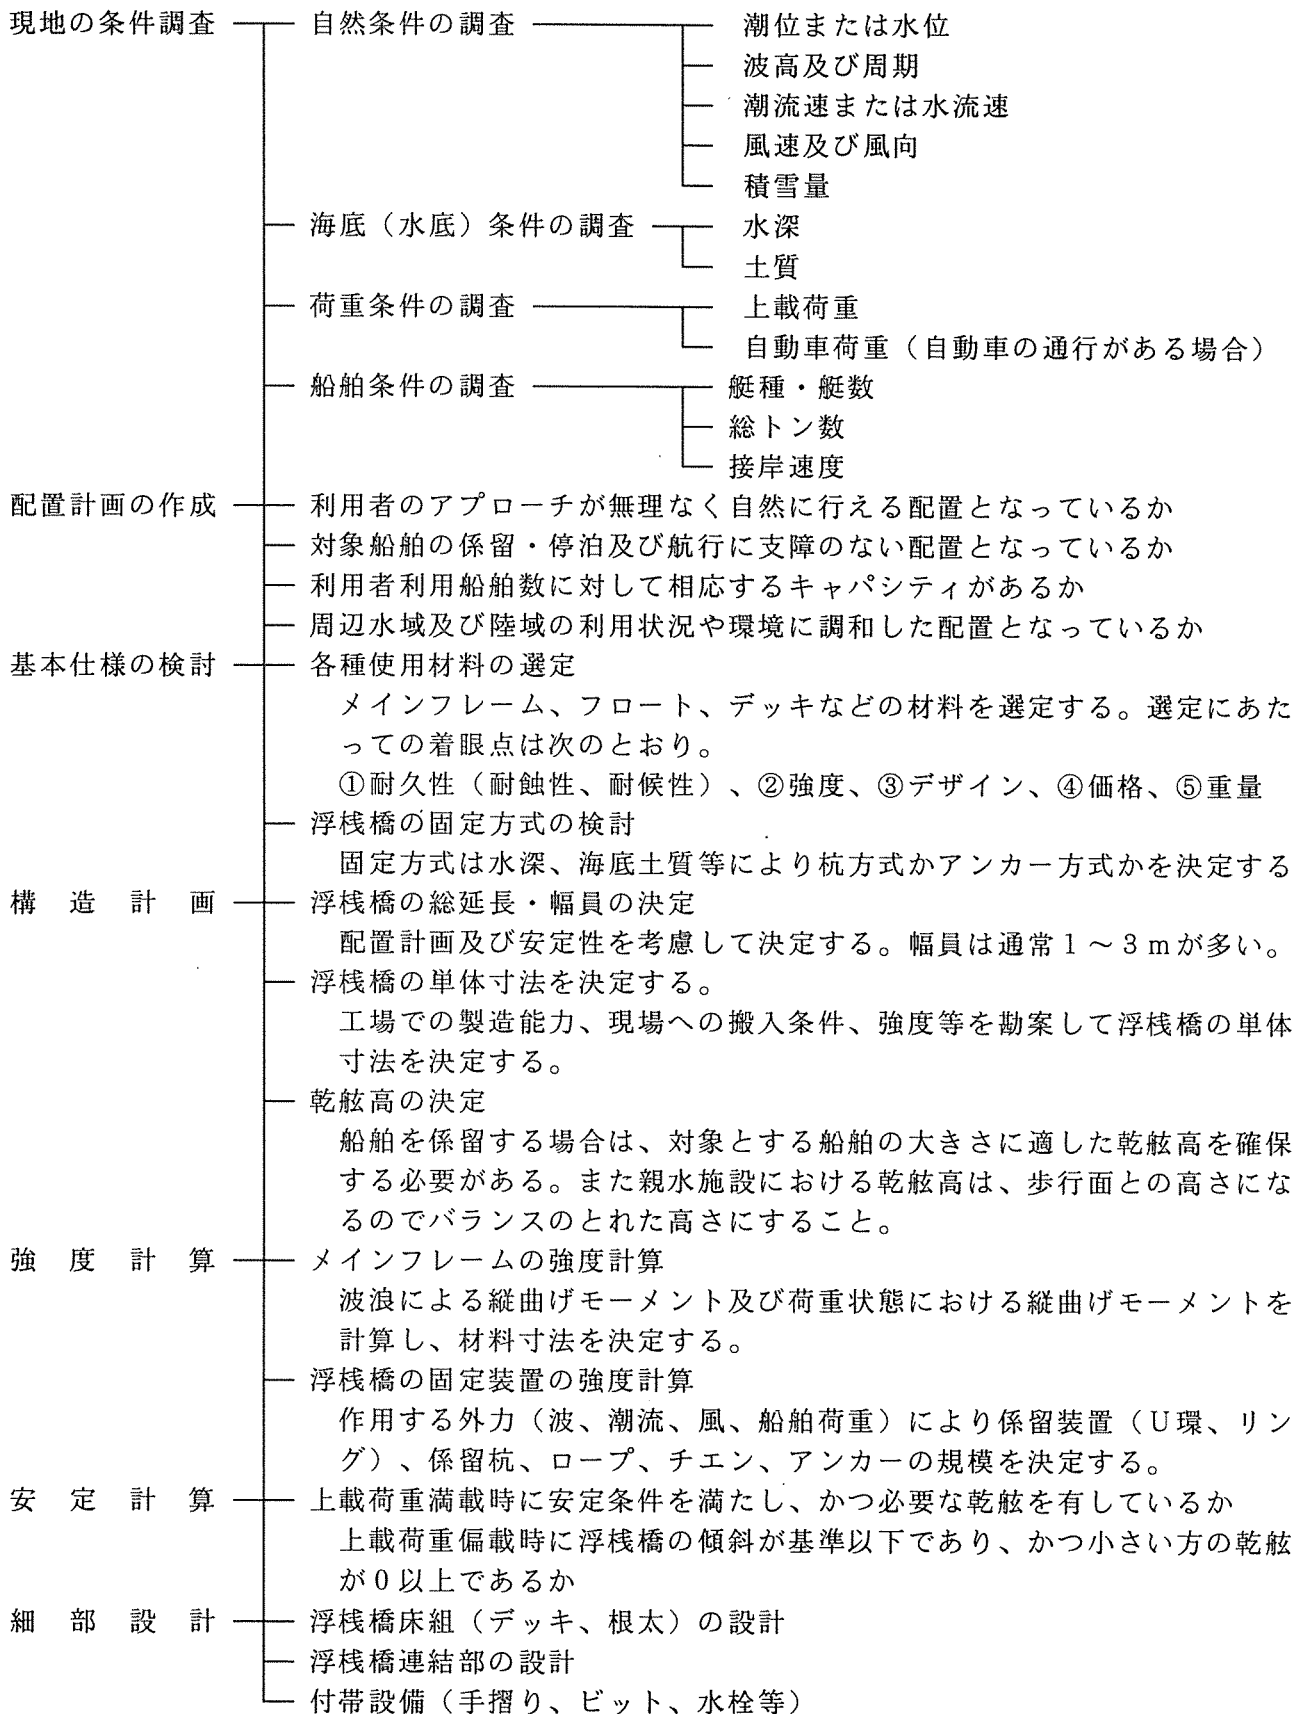 現地の条件調査 自然条件の調査 潮位または水位
波高及び周期
潮流速または水流速
風速及び風向
積雪量
海底（水底）条件の調査 水深
土質
荷重条件の調査 上載荷重
自動車荷重（自動車の通行がある場合）
船舶条件の調査 艇種・艇数
総トン数
接岸速度
配置計画の作成 利用者のアプローチが無理なく自然に行える配置となっているか
対象船舶の係留・停泊及び航行に支障のない配置となっているか
利用者利用船舶数に対して相応するキャパシティがあるか
周辺水域及び陸域の利用状況や環境に調和した配置となっているか
基本仕様の検討 各種使用材料の選定
メインフレーム、フロート、デッキなどの材料を選定する。選定にあた
っての着眼点は次のとおり。
①耐久性（耐蝕性、耐候性）、②強度、③デザイン、④価格、⑤重量
浮桟橋の固定方式の検討
固定方式は水深、海底土質等により杭方式かアンカー方式かを決定する
構造計画 浮桟橋の総延長・幅員の決定
配置計画及び安定性を考慮して決定する。幅員は通常１～３ｍが多い。
浮桟橋の単体寸法を決定する。
工場での製造能力、現場への搬入条件、強度等を勘案して浮桟橋の単体
寸法を決定する。
乾舷高の決定
船舶を係留する場合は、対象とする船舶の大きさに適した乾舷高を確保
する必要がある。また親水施設における乾舷高は、歩行面との高さにな
るのでバランスのとれた高さにすること。
強度計算 メインフレームの強度計算
波浪による縦曲げモーメント及び荷重状態における縦曲げモーメントを
計算し、材料寸法を決定する。
浮桟橋の固定装置の強度計算
作用する外力（波、潮流、風、船舶荷重）により係留装置（Ｕ環、リン
グ）、係留杭、ロープ、チエン、アンカーの規模を決定する。
安定計算 上載荷重満載時に安定条件を満たし、かつ必要な乾舷を有しているか
上載荷重偏載時に浮桟橋の傾斜が基準以下であり、かつ小さい方の乾舷
が０以上であるか
細部設計 浮桟橋床組（デッキ、根太）の設計
浮桟橋連結部の設計
付帯設備（手摺り、ビット、水栓等）